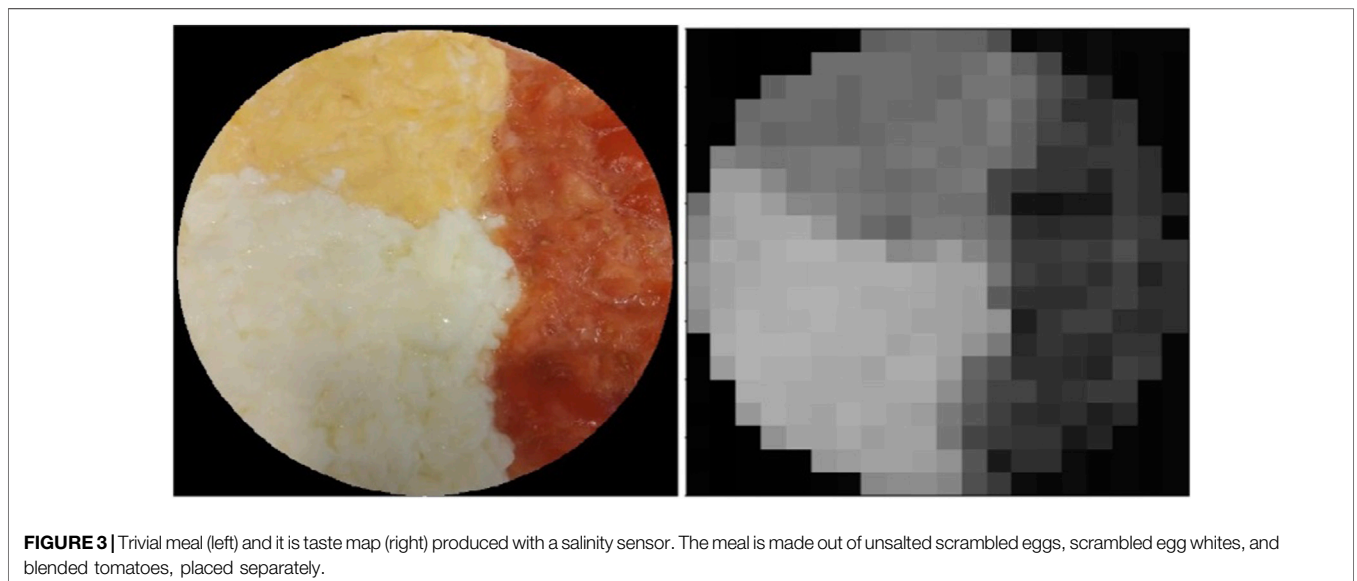 FIGURE 3 | Trivial meal (left) and it is taste map (right) produced with a salinity sensor. The meal is made out of unsalted scrambled eggs, scrambled egg whites, and
blended tomatoes, placed separately.